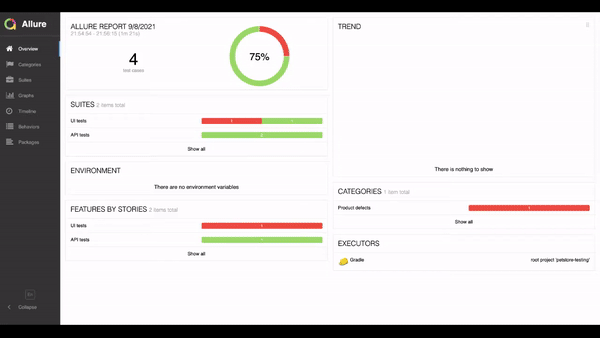 Allure
Overview
Categories
Suites
Graphs
Timeline
Behaviors
Packages
En
Collapse
ALLURE REPORT 9/8/2021
21:54:54 - 21:56:15 (1m 21s)
4
test cases
75%
SUITES 2 items total
UI tests 1 1
API tests 2
Show all
ENVIRONMENT
There are no environment variables
FEATURES BY STORIES 2 items total
UI tests 1
API tests
Show all
TREND
There is nothing to show
CATEGORIES 1 item total
Product defects 1
Show all
EXECUTORS
Gradle
root project 'petstore-testing'